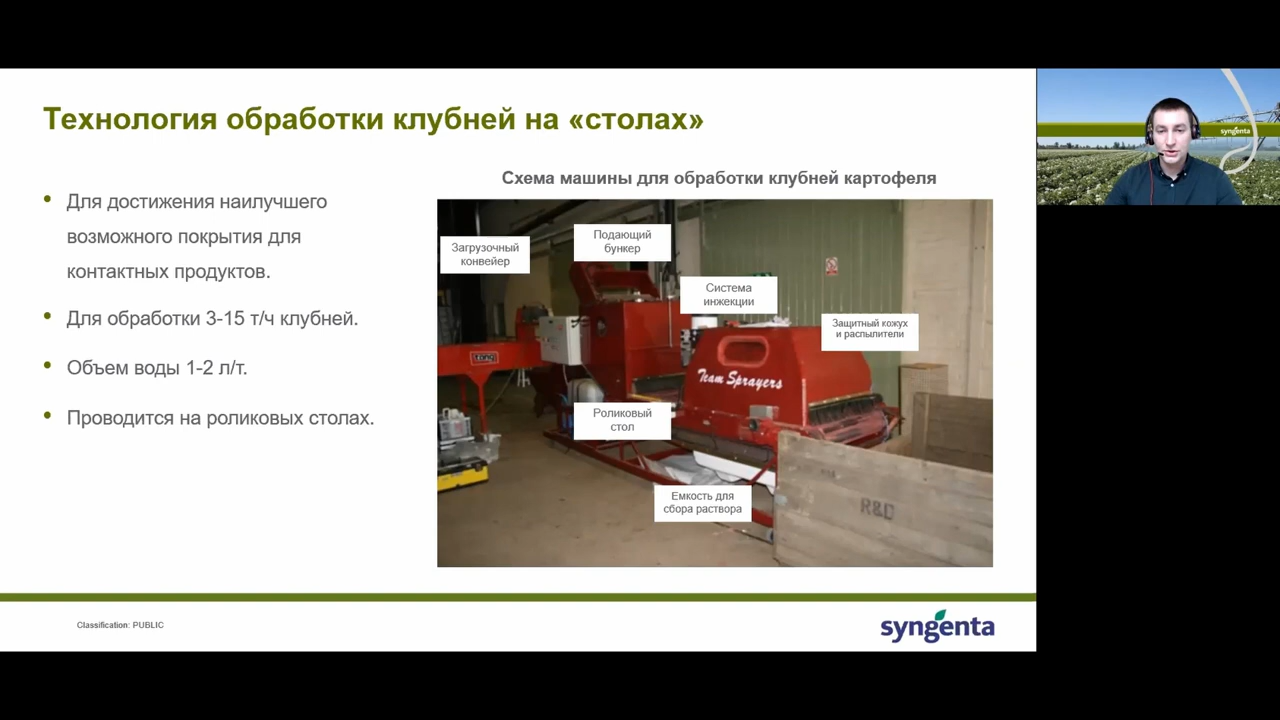 Технология обработки клубней на «столах»
Для достижения наилучшего
возможного покрытия для
контактных продуктов.
Для обработки 3-15 т/ч клубней.
Объем воды 1-2 л/т.
Проводится на роликовых столах.
Схема машины для обработки клубней картофеля
Загрузочный
конвейер
Подающий
бункер
Система
инжекции
Защитный кожух
и распылители
tong
Team Sprayers
Роликовый
стол
Емкость для
сбора раствора
R&D
Classification: PUBLIC
syngenta
syngenta